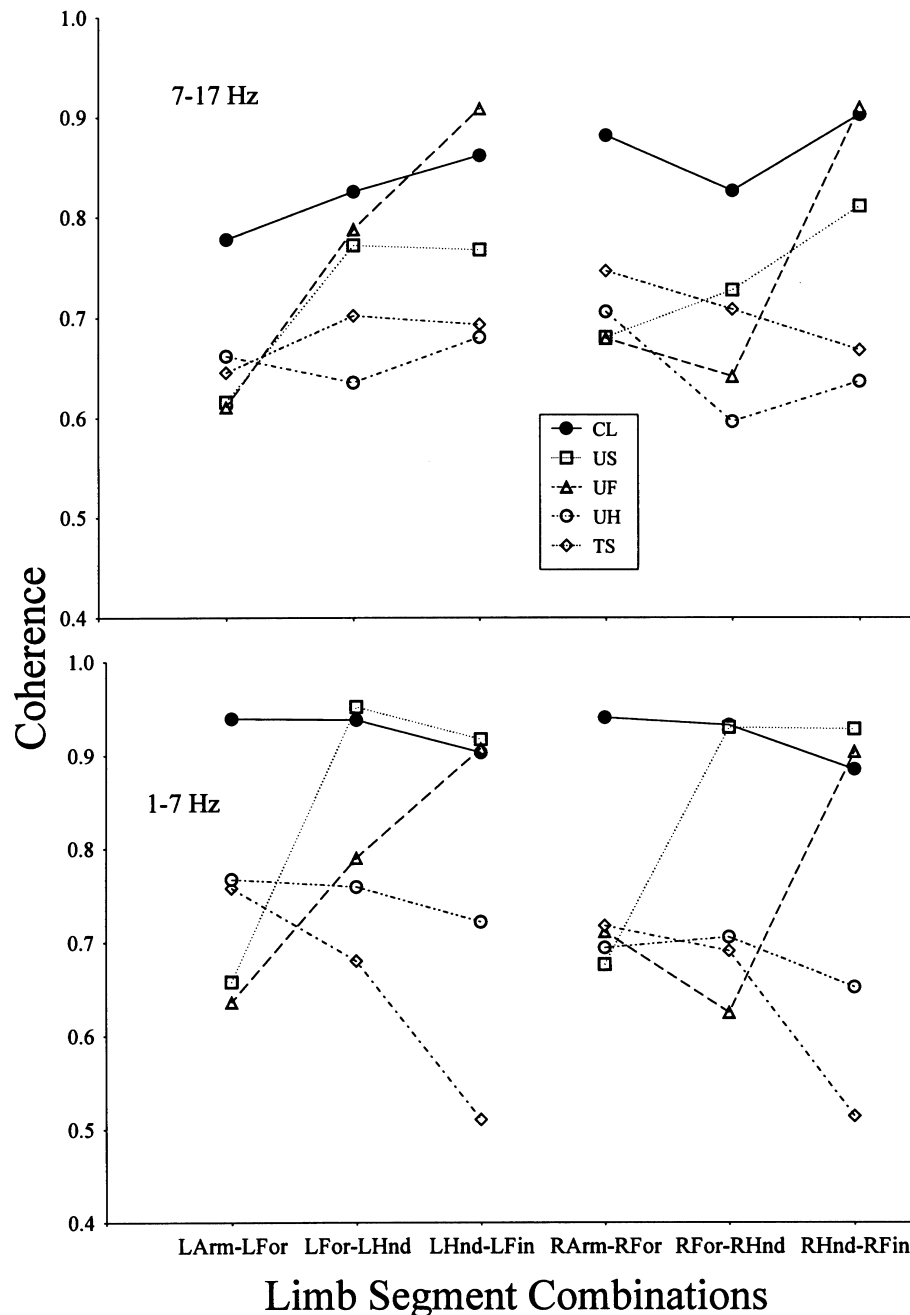 1.0
7-17 Hz
0.9
0.8
0.7
0.6
0.5
0.4
CL
US
UF
UH
TS
Coherence
1.0
0.9
1-7 Hz
0.8
0.7
0.6
0.5
0.4
LArm-LFor LFor-LHnd LHnd-LFin RArm-RFor RFor-RHnd RHnd-RFin
Limb Segment Combinations